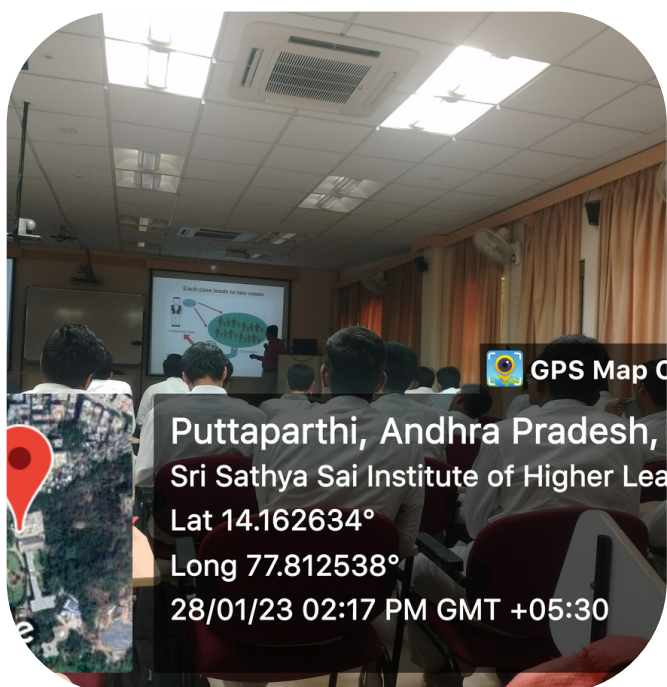 Each case leads to two cases
GPS Map C
Puttaparthi, Andhra Pradesh,
Sri Sathya Sai Institute of Higher Lea
Lat 14.162634°
Long 77.812538°
28/01/23 02:17 PM GMT +05:30
e